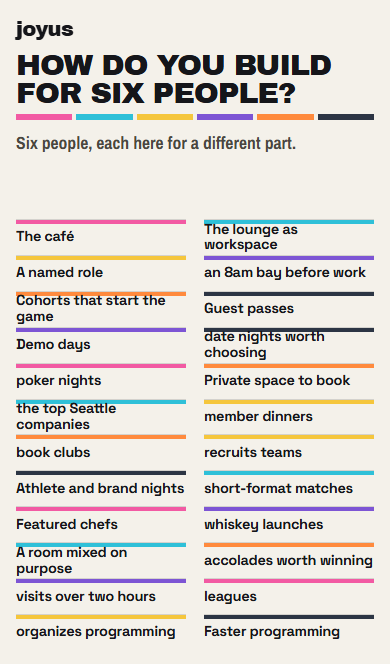 joyus
HOW DO YOU BUILD
FOR SIX PEOPLE?
Six people, each here for a different part.
The café
The lounge as
workspace
A named role
an 8am bay before work
Cohorts that start the
game
Guest passes
Demo days
date nights worth
choosing
poker nights
Private space to book
the top Seattle
companies
member dinners
book clubs
recruits teams
Athlete and brand nights
short-format matches
Featured chefs
whiskey launches
A room mixed on
purpose
accolades worth winning
visits over two hours
leagues
organizes programming
Faster programming